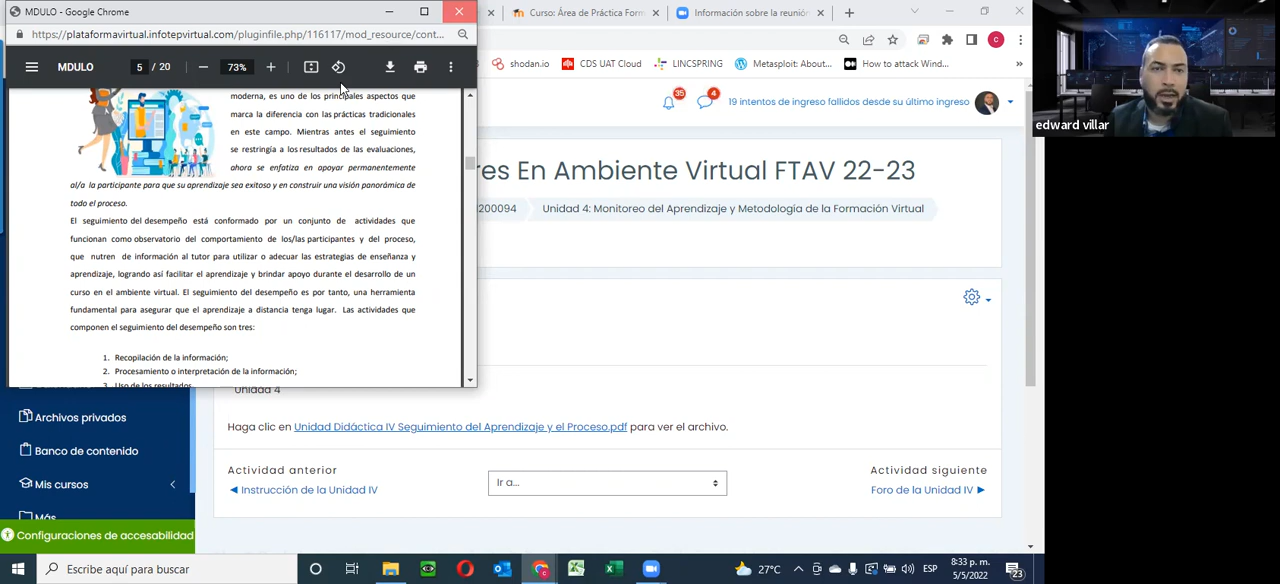 MDULO - Google Chrome
Curso: Área de Práctica Form
Información sobre la reunión
https://plataformavirtual.infotepvirtual.com/pluginfile.php/116117/mod_resource/cont...
MDULO
5 / 20
73%
shodan.io
CDS UAT Cloud
LINCSPRING
Metasploit: About...
How to attack Wind...
»
C
35
4
19 intentos de ingreso fallidos desde su último ingreso
edward villar
moderna, es uno de los principales aspectos que
marca la diferencia con las prácticas tradicionales
en este campo. Mientras antes el seguimiento
se restringía a los resultados de las evaluaciones,
ahora se enfatiza en apoyar permanentemente
al/a la participante para que su aprendizaje sea exitoso y en construir una visión panorámica de
todo el proceso.
El seguimiento del desempeño está conformado por un conjunto de actividades que
funcionan como observatorio del comportamiento de los/las participantes y del proceso,
que nutren de información al tutor para utilizar o adecuar las estrategias de enseñanza y
aprendizaje, logrando así facilitar el aprendizaje y brindar apoyo durante el desarrollo de un
curso en el ambiente virtual. El seguimiento del desempeño es por tanto, una herramienta
fundamental para asegurar que el aprendizaje a distancia tenga lugar. Las actividades que
componen el seguimiento del desempeño son tres:
1. Recopilación de la información;
2. Procesamiento o interpretación de la información;
3. Uso de los resultados
res En Ambiente Virtual FTAV 22-23
200094
Unidad 4: Monitoreo del Aprendizaje y Metodología de la Formación Virtual
Unidad 4
Haga clic en Unidad Didáctica IV Seguimiento del Aprendizaje y el Proceso.pdf para ver el archivo.
Actividad anterior
◀ Instrucción de la Unidad IV
Ir a...
Actividad siguiente
Foro de la Unidad IV ▶
Archivos privados
Banco de contenido
Mis cursos
Más
Configuraciones de accesabilidad
Escribe aquí para buscar
27°C
ESP
8:33 p. m.
5/5/2022
23